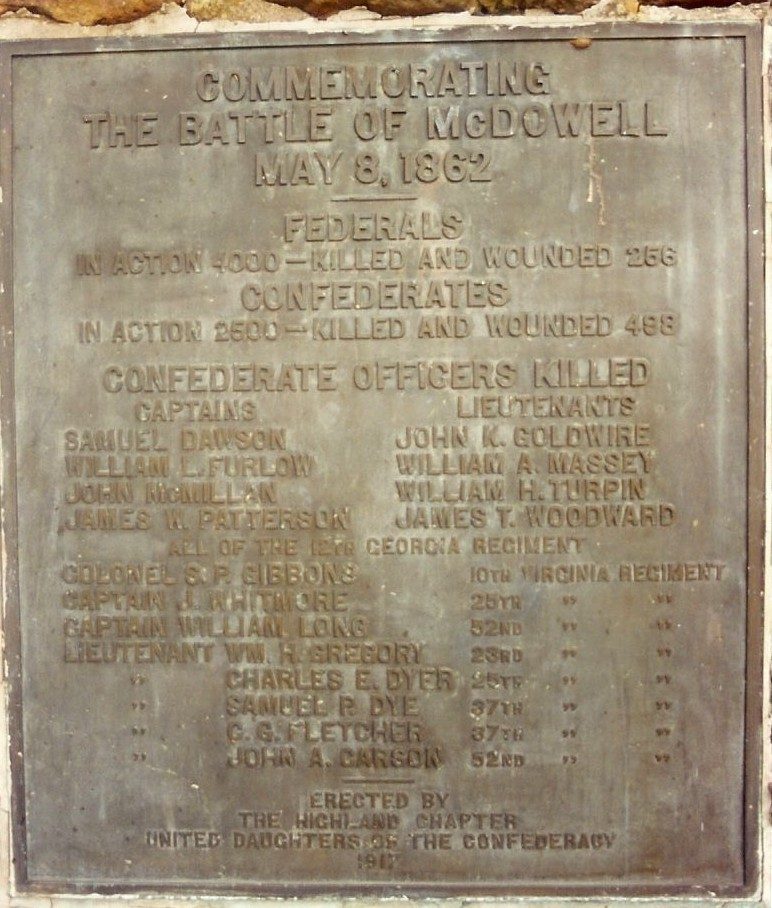 COMMEMORATING
THE BATTLE OF McDOWELL
MAY 8, 1862
FEDERALS
IN ACTION 4000 — KILLED AND WOUNDED 256
CONFEDERATES
IN ACTION 2500 — KILLED AND WOUNDED 498
CONFEDERATE OFFICERS KILLED
CAPTAINS LIEUTENANTS
SAMUEL DAWSON JOHN K. GOLDWIRE
WILLIAM L. FURLOW WILLIAM A. MASSEY
JOHN McMILLAN WILLIAM H. TURPIN
JAMES W. PATTERSON JAMES T. WOODWARD
ALL OF THE 12TH GEORGIA REGIMENT
COLONEL S. P. GIBBONS 10TH VIRGINIA REGIMENT
CAPTAIN J. WHITMORE 25TH " "
CAPTAIN WILLIAM LONG 52ND " "
LIEUTENANT WM. H. GREGORY 23RD " "
" CHARLES E. DYER 25TH " "
" SAMUEL P. DYE 37TH " "
" C. G. FLETCHER 37TH " "
" JOHN A. CARSON 52ND " "
ERECTED BY
THE HIGHLAND CHAPTER
UNITED DAUGHTERS OF THE CONFEDERACY
1917